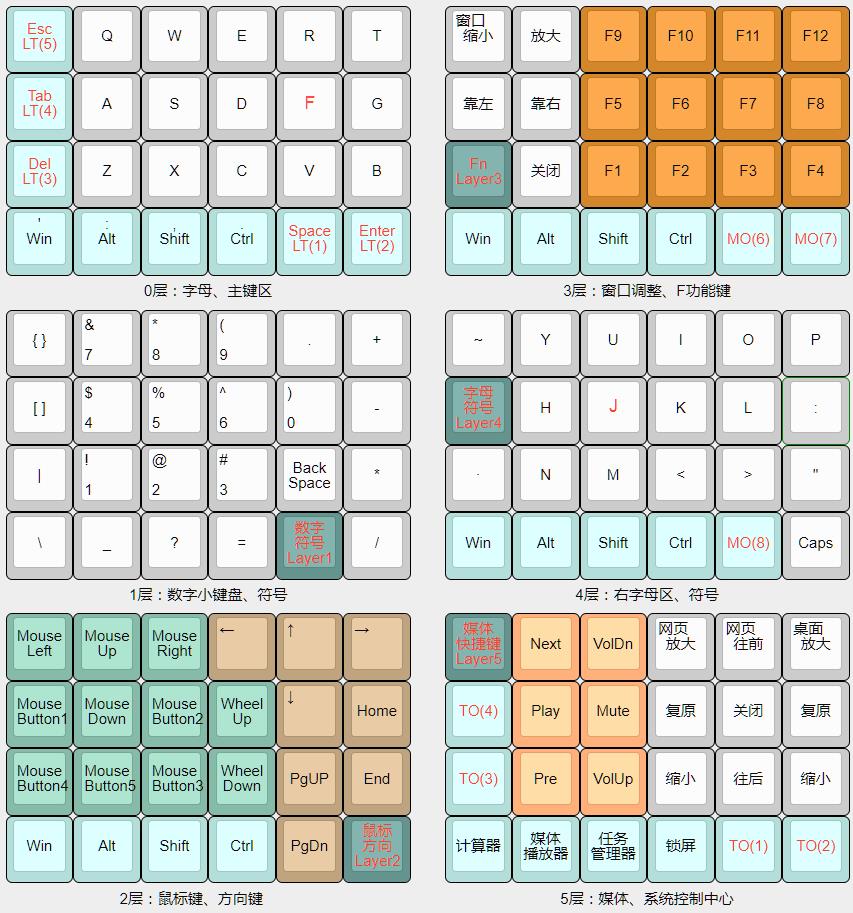 Esc
LT(5)
Q
W
E
R
T
Tab
LT(4)
A
S
D
F
G
Del
LT(3)
Z
X
C
V
B
'
Win
:
Alt
,
Shift
.
Ctrl
Space
LT(1)
Enter
LT(2)
0层：字母、主键区
窗口
缩小
放大
F9
F10
F11
F12
靠左
靠右
F5
F6
F7
F8
Fn
Layer3
关闭
F1
F2
F3
F4
Win
Alt
Shift
Ctrl
MO(6)
MO(7)
3层：窗口调整、F功能键
{ }
&
7
*
8
(
9
.
+
[ ]
$
4
%
5
^
6
)
0
-
|
!
1
@
2
#
3
Back
Space
*
\
_
?
=
数字
符号
Layer1
/
1层：数字小键盘、符号
~
Y
U
I
O
P
字母
符号
Layer4
H
J
K
L
:
·
N
M
<
>
"
Win
Alt
Shift
Ctrl
MO(8)
Caps
4层：右字母区、符号
Mouse
Left
Mouse
Up
Mouse
Right
←
↑
→
Mouse
Button1
Mouse
Down
Mouse
Button2
Wheel
Up
↓
Home
Mouse
Button4
Mouse
Button5
Mouse
Button3
Wheel
Down
PgUP
End
Win
Alt
Shift
Ctrl
PgDn
鼠标
方向
Layer2
2层：鼠标键、方向键
媒体
快捷键
Layer5
Next
VolDn
网页
放大
网页
往前
桌面
放大
TO(4)
Play
Mute
复原
关闭
复原
TO(3)
Pre
VolUp
缩小
往后
缩小
计算器
媒体
播放器
任务
管理器
锁屏
TO(1)
TO(2)
5层：媒体、系统控制中心